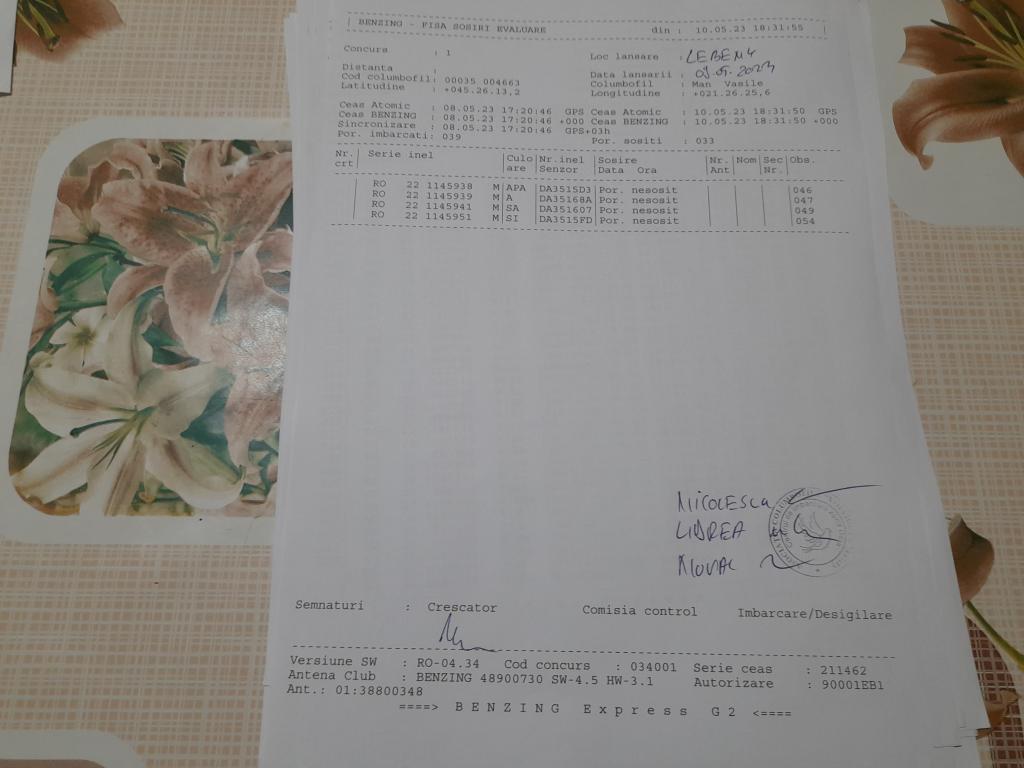 BENZING - FISA SOSIRI EVALUARE din : 10.05.23 18:31:55
Concurs : 1 Loc lansare : LEBENY
Distanta : Data lansarii : 09.05.2023
Cod columbofil: 00035 004663 Columbofil : Man Vasile
Latitudine : +045.26.13,2 Longitudine : +021.26.25,6
Ceas Atomic : 08.05.23 17:20:46 GPS Ceas Atomic : 10.05.23 18:31:50 GPS
Ceas BENZING : 08.05.23 17:20:46 +000 Ceas BENZING : 10.05.23 18:31:50 +000
Sincronizare : 08.05.23 17:20:46 GPS+03h
Por. imbarcati: 039 Por. sositi : 033
Nr. | Serie inel |Culo|Nr.inel|Sosire |Nr. |Nom|Sec|Obs.
crt| |are |Senzor |Data Ora |Ant | |Nr.|
RO 22 1145938 M|APA |DA3515D3|Por. nesosit | | | |046
RO 22 1145939 M|A |DA35168A|Por. nesosit | | | |047
RO 22 1145941 M|SA |DA351607|Por. nesosit | | | |049
RO 22 1145951 M|SI |DA3515FD|Por. nesosit | | | |054
NICOLESCU
Semnaturi : Crescator Comisia control Imbarcare/Desigilare
Versiune SW : RO-04.34 Cod concurs : 034001 Serie ceas : 211462
Antena Club : BENZING 48900730 SW-4.5 HW-3.1 Autorizare : 90001EB1
Ant.: 01:38800348
====> B E N Z I N G E x p r e s s G 2 <====